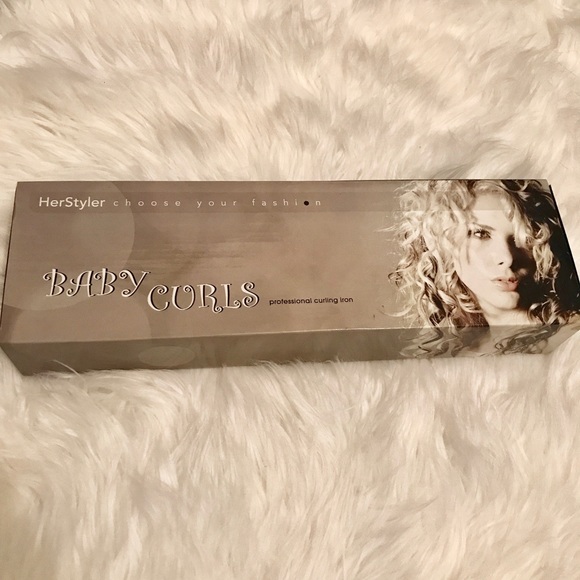 HerStyler choose your fashion
BABY CURLS professional curling iron